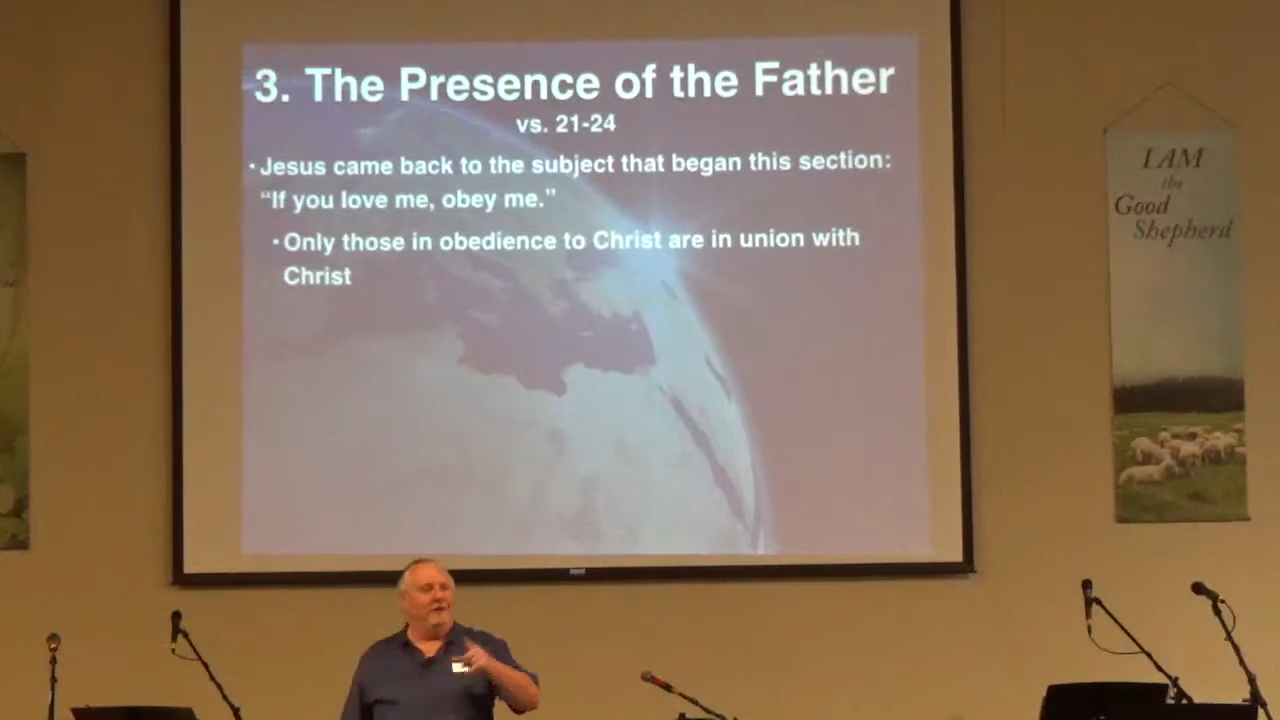 3. The Presence of the Father
vs. 21-24
• Jesus came back to the subject that began this section:
“If you love me, obey me.”
• Only those in obedience to Christ are in union with
Christ
I AM
the
Good
Shepherd